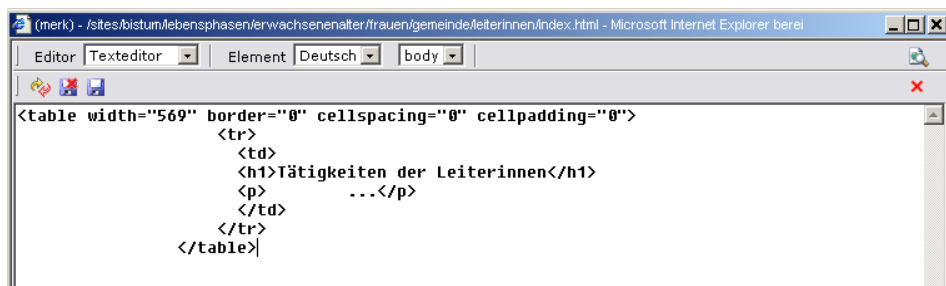 (merk) - /sites/bistum/lebensphasen/erwachsenenalter/frauen/gemeinde/leiterinnen/index.html - Microsoft Internet Explorer berei
Editor Texteditor Element Deutsch body
<table width="569" border="0" cellspacing="0" cellpadding="0">
<tr>
<td>
<h1>Tätigkeiten der Leiterinnen</h1>
<p> ...</p>
</td>
</tr>
</table>